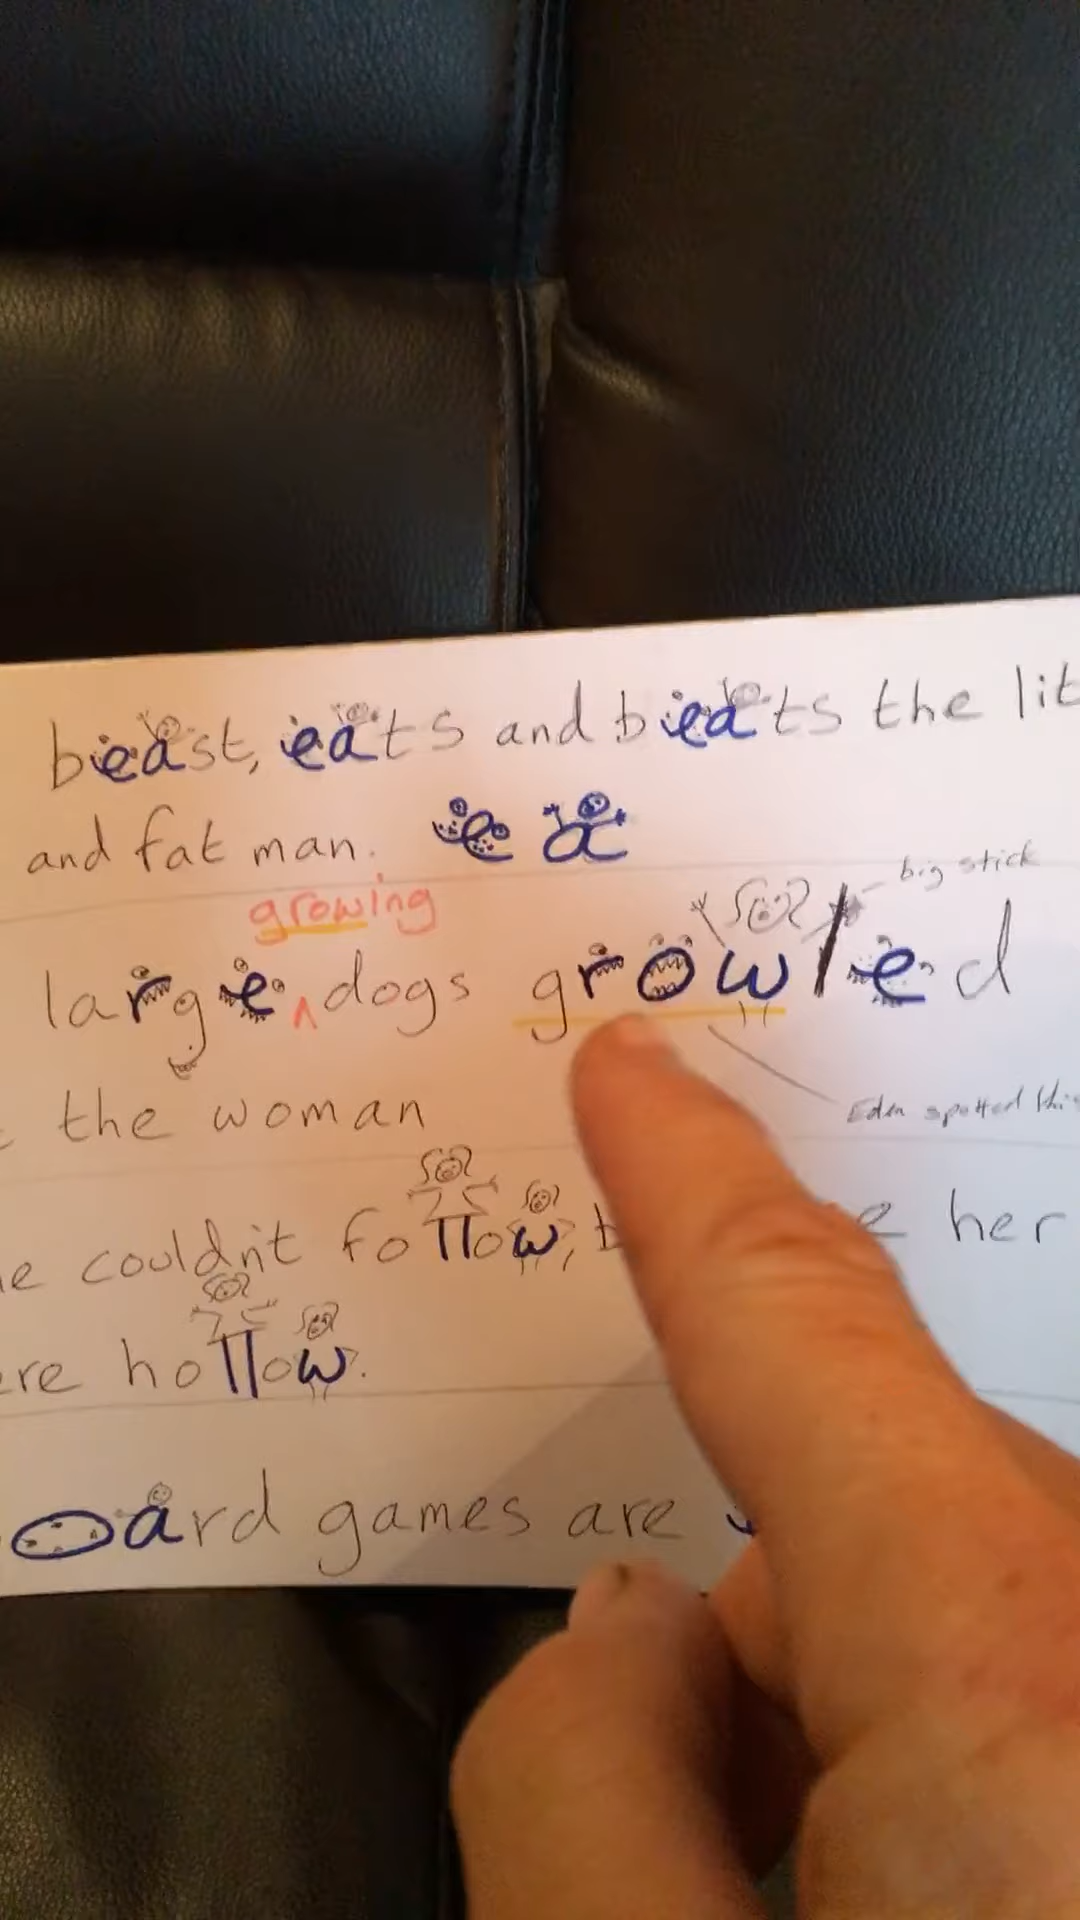 beast, eats and beats the lit
and fat man. e a
big stick
growing
large ^ dogs growled
Eden spotted this
the woman
e couldn't follow, her
ere hollow.
oard games are